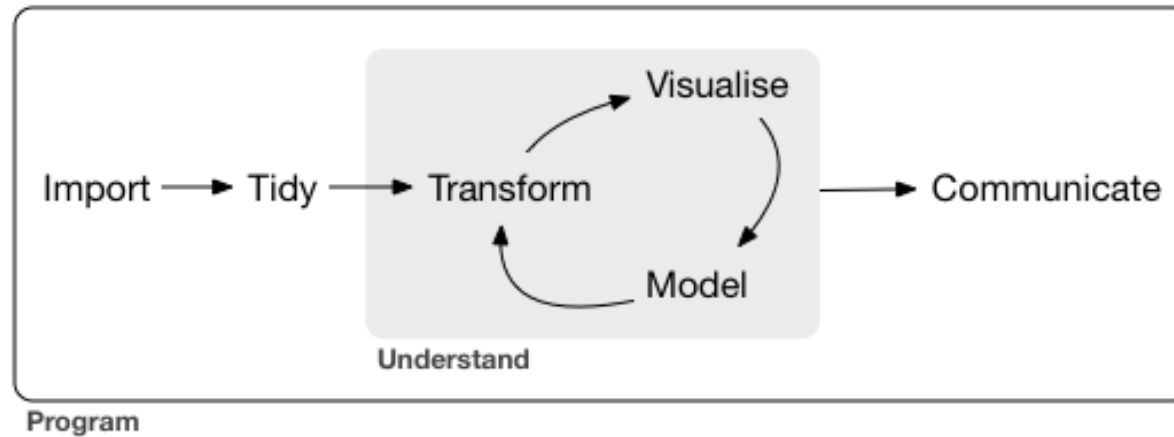 Visualise
Import Tidy Transform Communicate
Model
Understand
Program